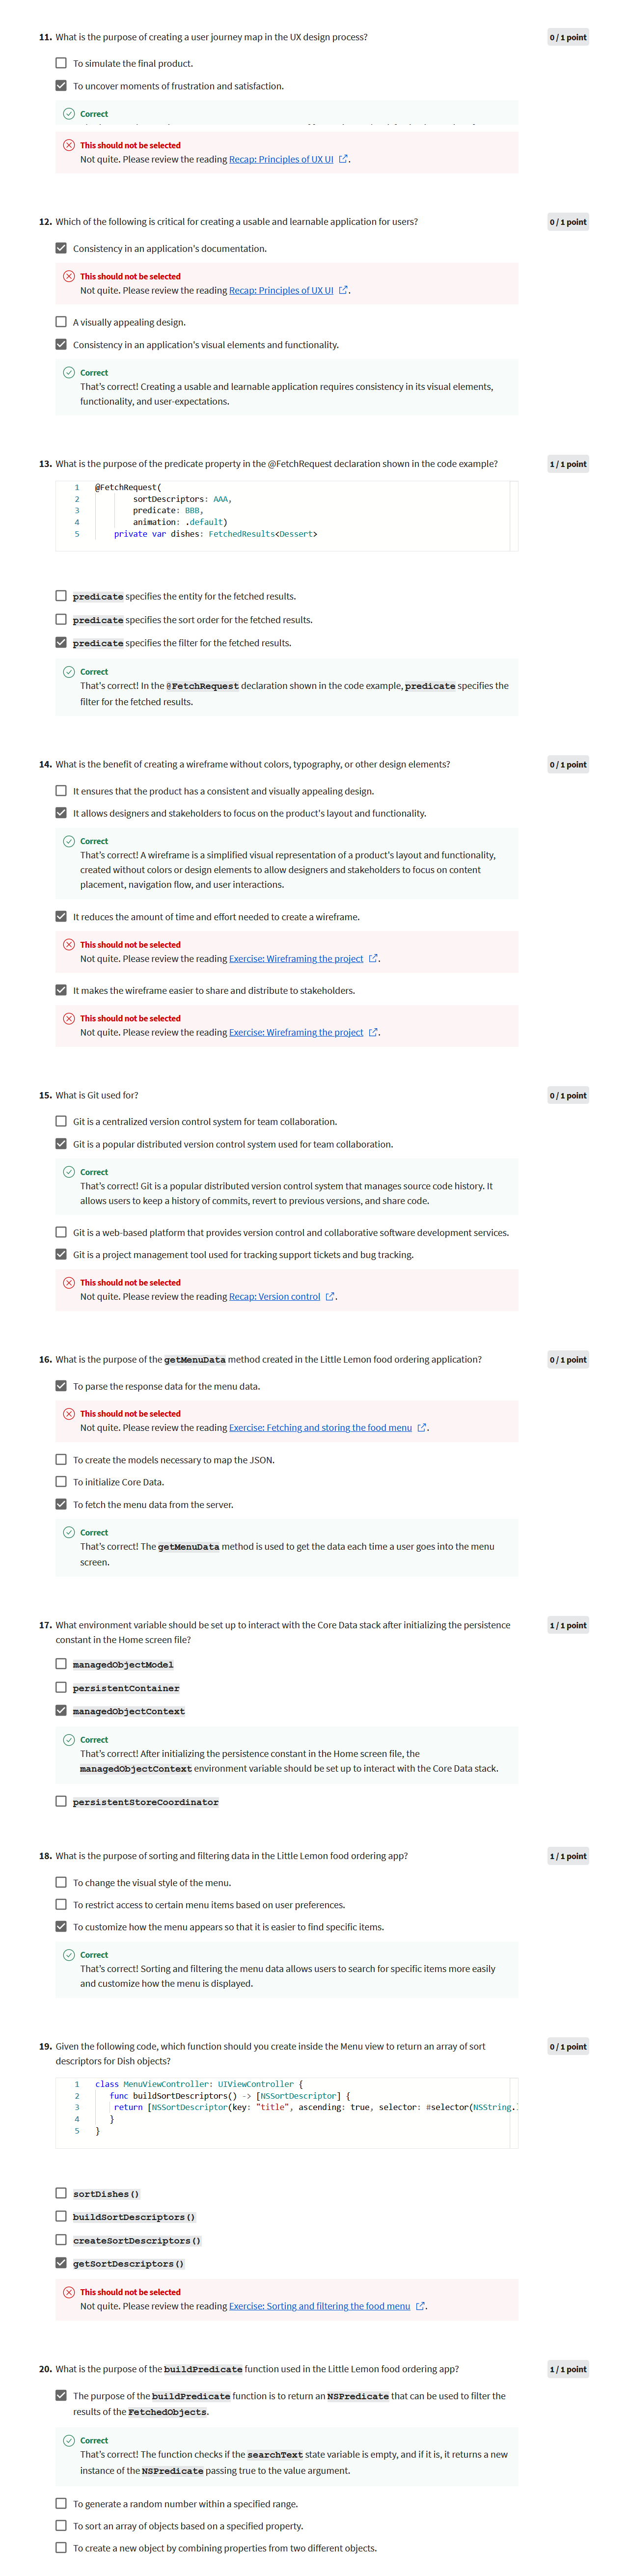 11. What is the purpose of creating a user journey map in the UX design process?
0 / 1 point
To simulate the final product.
To uncover moments of frustration and satisfaction.
Correct
This should not be selected
Not quite. Please review the reading Recap: Principles of UX UI.
12. Which of the following is critical for creating a usable and learnable application for users?
0 / 1 point
Consistency in an application's documentation.
This should not be selected
Not quite. Please review the reading Recap: Principles of UX UI.
A visually appealing design.
Consistency in an application's visual elements and functionality.
Correct
That's correct! Creating a usable and learnable application requires consistency in its visual elements,
functionality, and user-expectations.
13. What is the purpose of the predicate property in the @FetchRequest declaration shown in the code example?
1 / 1 point
1 @FetchRequest(
2 sortDescriptors: AAA,
3 predicate: BBB,
4 animation: .default)
5 private var dishes: FetchedResults<Dessert>
predicate specifies the entity for the fetched results.
predicate specifies the sort order for the fetched results.
predicate specifies the filter for the fetched results.
Correct
That's correct! In the @FetchRequest declaration shown in the code example, predicate specifies the
filter for the fetched results.
14. What is the benefit of creating a wireframe without colors, typography, or other design elements?
0 / 1 point
It ensures that the product has a consistent and visually appealing design.
It allows designers and stakeholders to focus on the product's layout and functionality.
Correct
That's correct! A wireframe is a simplified visual representation of a product's layout and functionality,
created without colors or design elements to allow designers and stakeholders to focus on content
placement, navigation flow, and user interactions.
It reduces the amount of time and effort needed to create a wireframe.
This should not be selected
Not quite. Please review the reading Exercise: Wireframing the project.
It makes the wireframe easier to share and distribute to stakeholders.
This should not be selected
Not quite. Please review the reading Exercise: Wireframing the project.
15. What is Git used for?
0 / 1 point
Git is a centralized version control system for team collaboration.
Git is a popular distributed version control system used for team collaboration.
Correct
That's correct! Git is a popular distributed version control system that manages source code history. It
allows users to keep a history of commits, revert to previous versions, and share code.
Git is a web-based platform that provides version control and collaborative software development services.
Git is a project management tool used for tracking support tickets and bug tracking.
This should not be selected
Not quite. Please review the reading Recap: Version control.
16. What is the purpose of the getMenuData method created in the Little Lemon food ordering application?
0 / 1 point
To parse the response data for the menu data.
This should not be selected
Not quite. Please review the reading Exercise: Fetching and storing the food menu.
To create the models necessary to map the JSON.
To initialize Core Data.
To fetch the menu data from the server.
Correct
That's correct! The getMenuData method is used to get the data each time a user goes into the menu
screen.
17. What environment variable should be set up to interact with the Core Data stack after initializing the persistence
constant in the Home screen file?
1 / 1 point
managedObjectModel
persistentContainer
managedObjectContext
Correct
That's correct! After initializing the persistence constant in the Home screen file, the
managedObjectContext environment variable should be set up to interact with the Core Data stack.
persistentStoreCoordinator
18. What is the purpose of sorting and filtering data in the Little Lemon food ordering app?
1 / 1 point
To change the visual style of the menu.
To restrict access to certain menu items based on user preferences.
To customize how the menu appears so that it is easier to find specific items.
Correct
That's correct! Sorting and filtering the menu data allows users to search for specific items more easily
and customize how the menu is displayed.
19. Given the following code, which function should you create inside the Menu view to return an array of sort
descriptors for Dish objects?
0 / 1 point
1 class MenuViewController: UIViewController {
2 func buildSortDescriptors() -> [NSSortDescriptor] {
3 return [NSSortDescriptor(key: "title", ascending: true, selector: #selector(NSString.
4 }
5 }
sortDishes()
buildSortDescriptors()
createSortDescriptors()
getSortDescriptors()
This should not be selected
Not quite. Please review the reading Exercise: Sorting and filtering the food menu.
20. What is the purpose of the buildPredicate function used in the Little Lemon food ordering app?
1 / 1 point
The purpose of the buildPredicate function is to return an NSPredicate that can be used to filter the
results of the FetchedObjects.
Correct
That's correct! The function checks if the searchText state variable is empty, and if it is, it returns a new
instance of the NSPredicate passing true to the value argument.
To generate a random number within a specified range.
To sort an array of objects based on a specified property.
To create a new object by combining properties from two different objects.